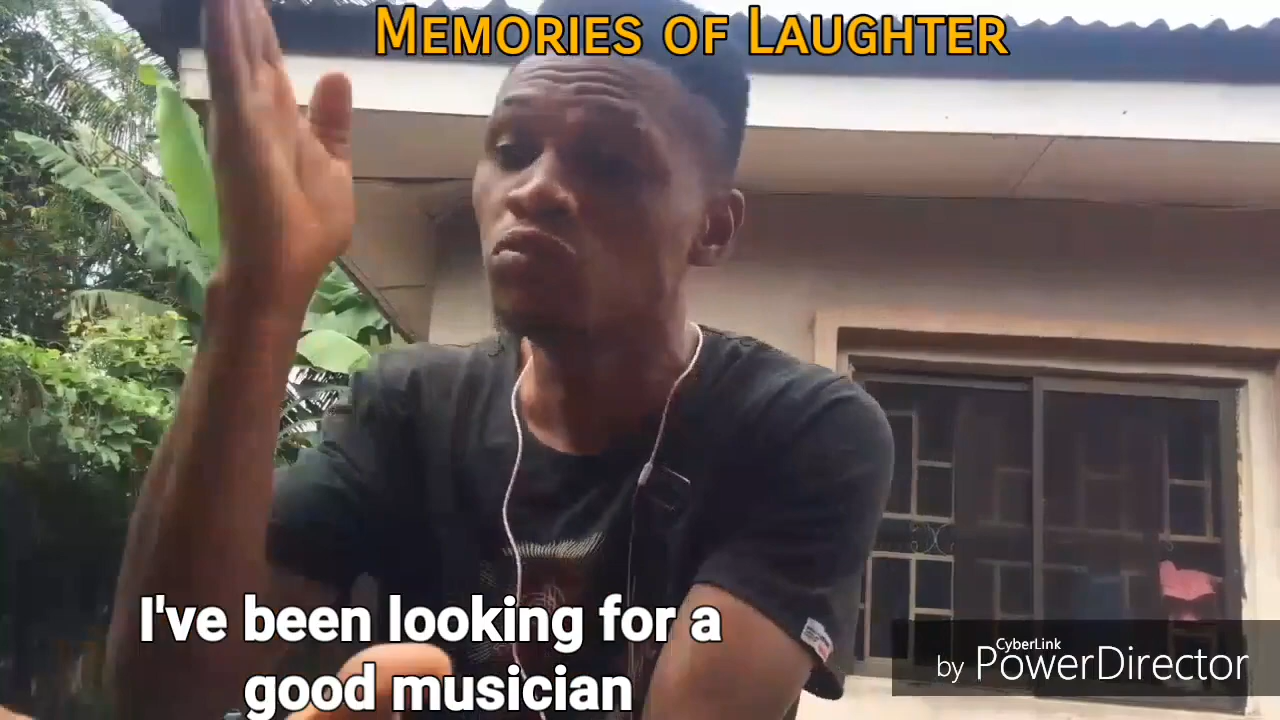 Memories of Laughter
I've been looking for a
good musician
CyberLink
by PowerDirector